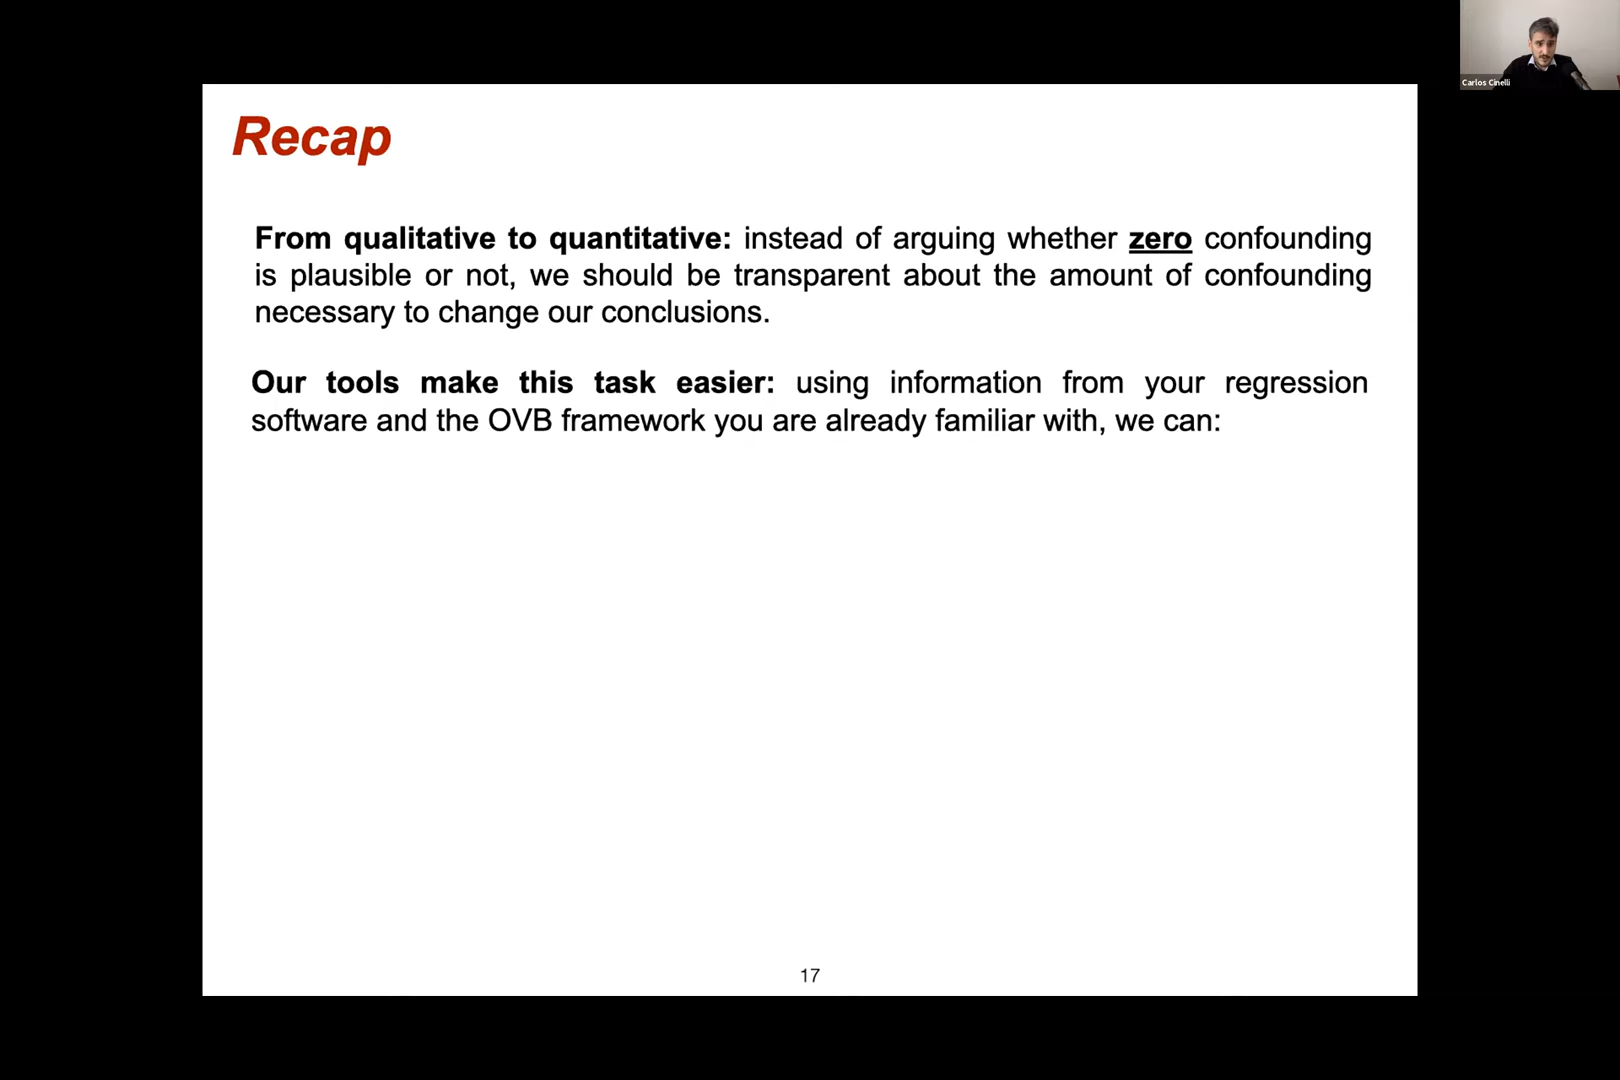 Carlos Cinelli
Recap
From qualitative to quantitative: instead of arguing whether zero confounding
is plausible or not, we should be transparent about the amount of confounding
necessary to change our conclusions.
Our tools make this task easier: using information from your regression
software and the OVB framework you are already familiar with, we can:
17